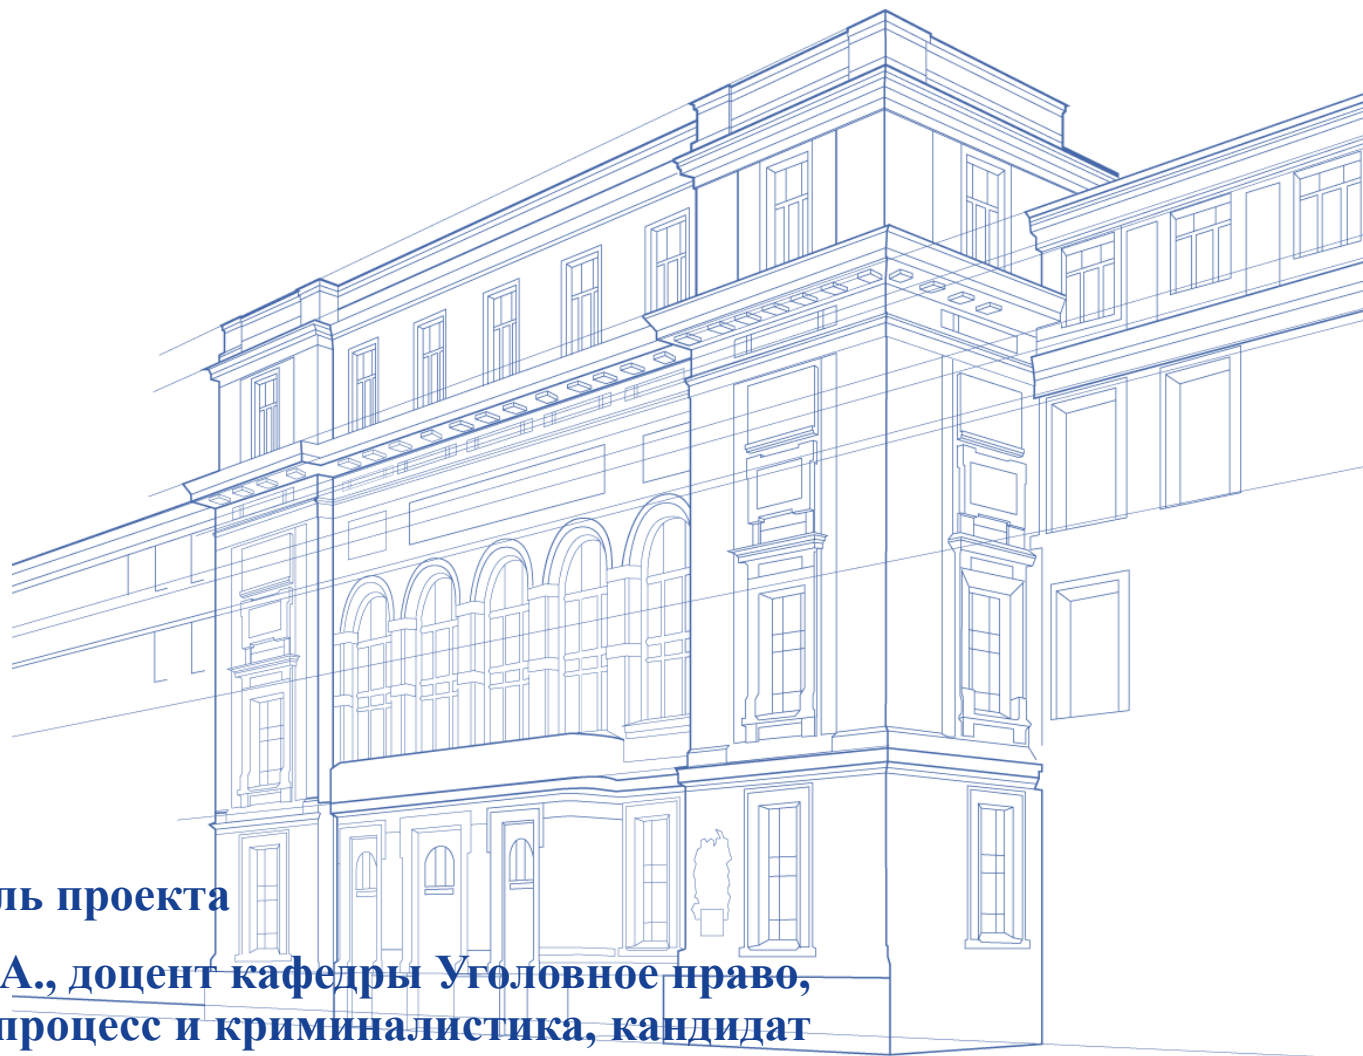 ль проекта
А., доцент кафедры Уголовное право,
процесс и криминалистика, кандидат